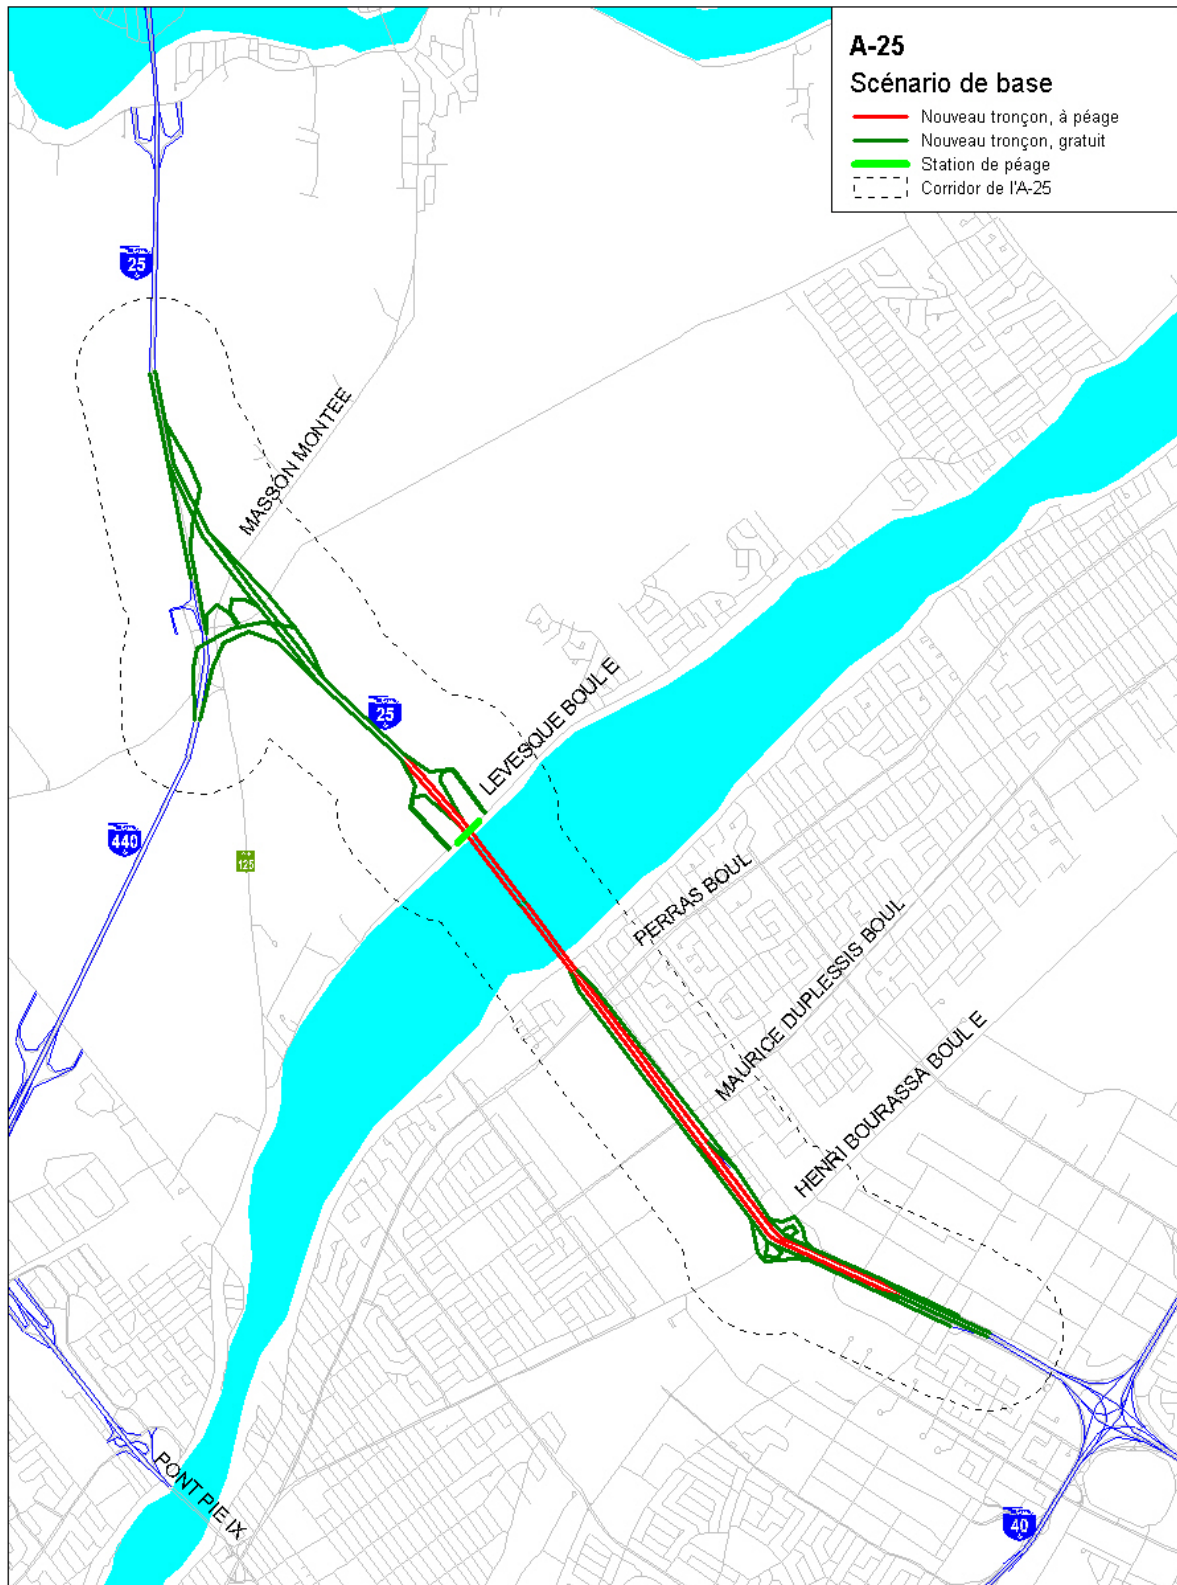 A-25
Scénario de base
Nouveau tronçon, à péage
Nouveau tronçon, gratuit
Station de péage
Corridor de l'A-25
25
MASSON MONTEE
LEVESQUE BOUL E
25
440
125
PERRAS BOUL
MAURICE DUPLESSIS BOUL
HENRI BOURASSA BOUL E
PONT PIE IX
40